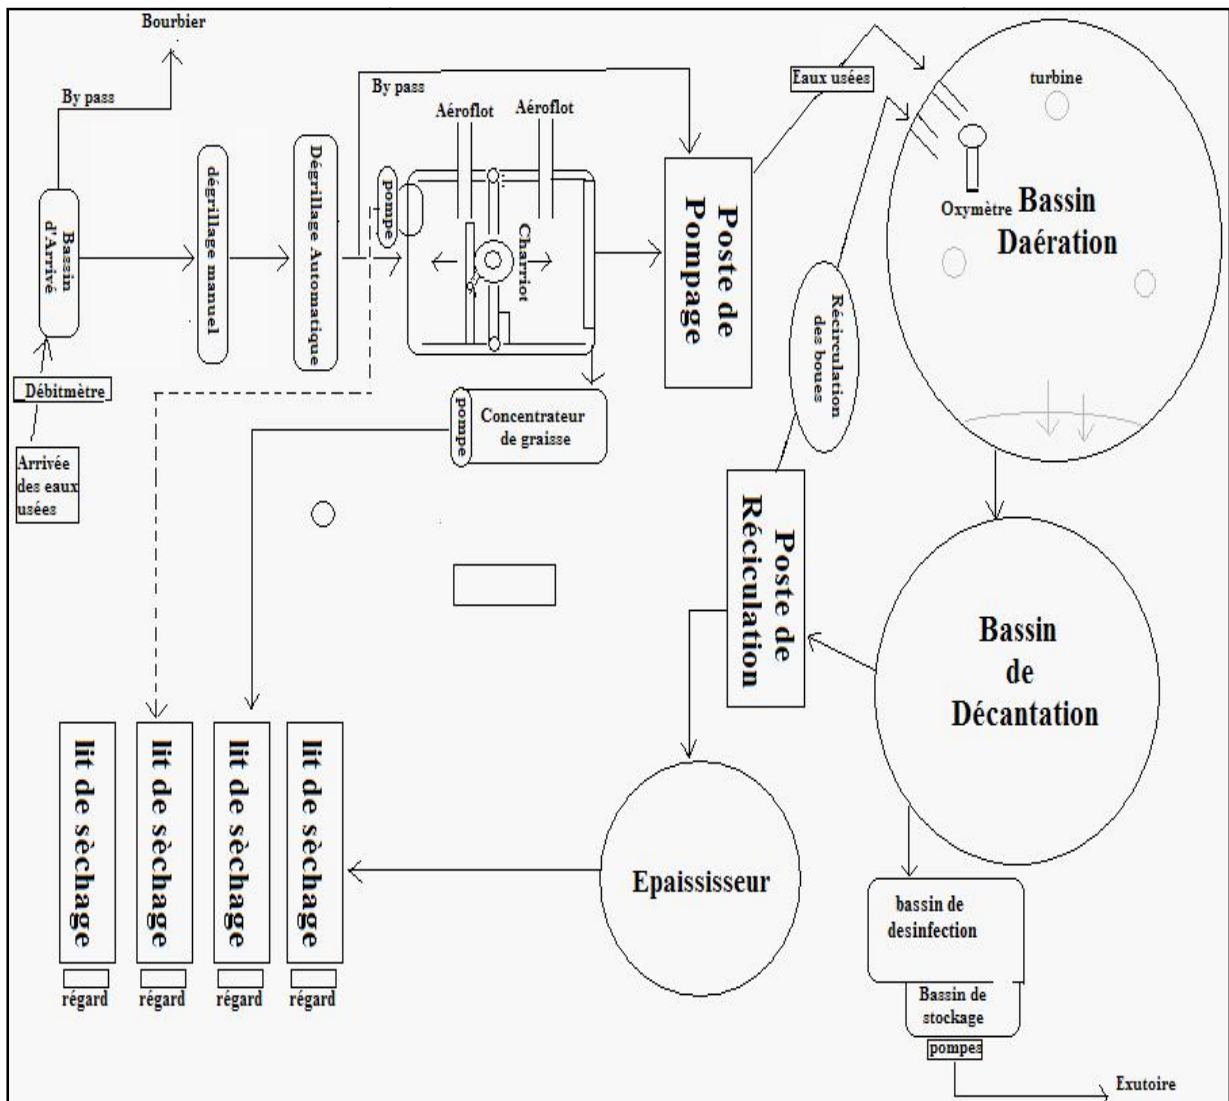 Bourbier
By pass
Bassin
d'Arrivé
Débitmètre
Arrivée
des eaux
usées
dégrillage manuel
Dégrillage Automatique
By pass
pompe
Aéroflot
Aéroflot
Charriot
pompe
Concentrateur
de graisse
Poste de
Pompage
Eaux usées
turbine
Oxymètre
Bassin
Daération
Récirculation
des boues
Poste de
Réciculation
Bassin
de
Décantation
Epaississeur
lit de sèchage
lit de sèchage
lit de sèchage
lit de sèchage
régard
régard
régard
régard
bassin de
desinfection
Bassin de
stockage
pompes
Exutoire